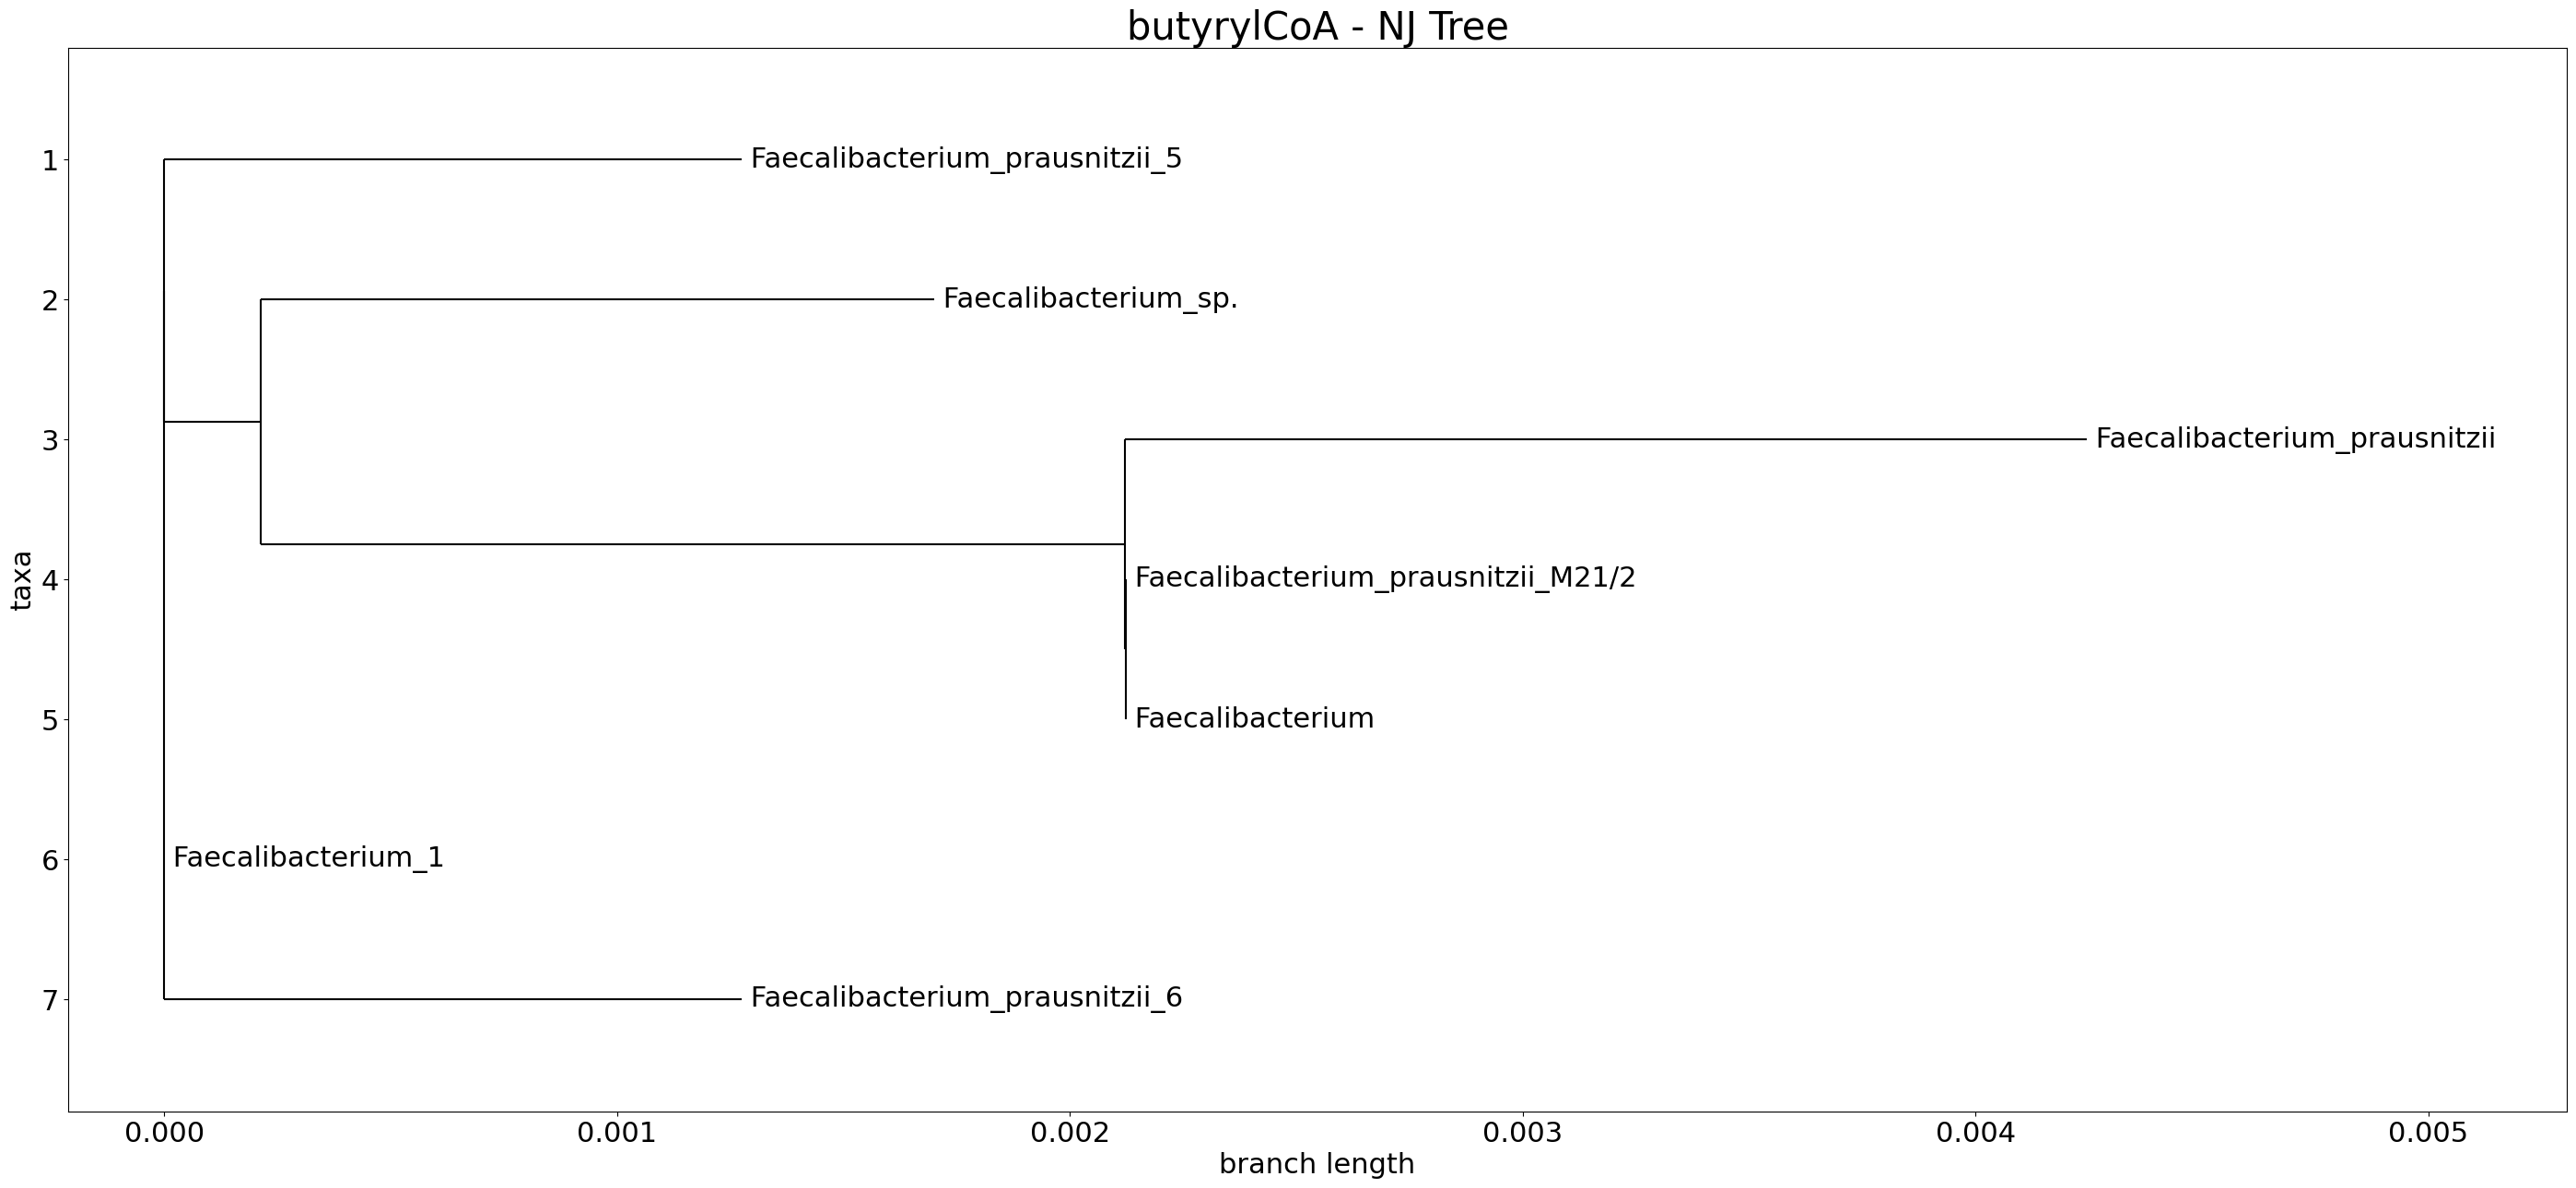 butyrylCoA - NJ Tree
1
Faecalibacterium_prausnitzii_5
2
Faecalibacterium_sp.
3
Faecalibacterium_prausnitzii
4
Faecalibacterium_prausnitzii_M21/2
taxa
5
Faecalibacterium
6
Faecalibacterium_1
7
Faecalibacterium_prausnitzii_6
0.000 0.001 0.002 0.003 0.004 0.005
branch length